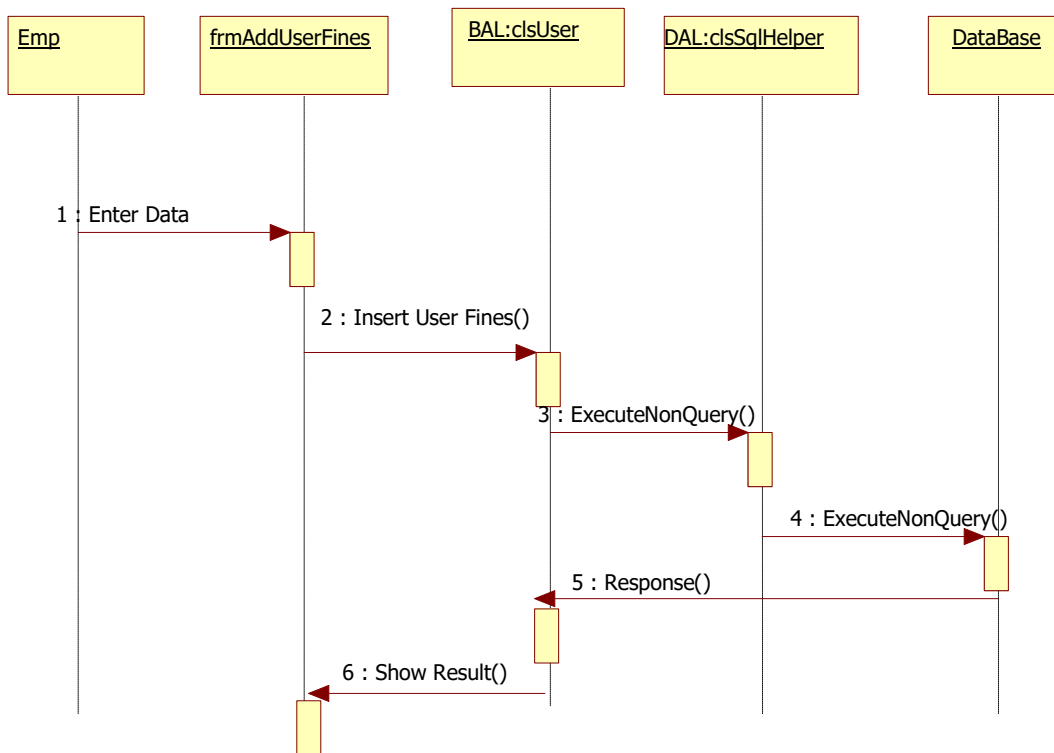 Emp
frmAddUserFines
BAL:clsUser
DAL:clsSqlHelper
DataBase
1 : Enter Data
2 : Insert User Fines()
3 : ExecuteNonQuery()
4 : ExecuteNonQuery()
5 : Response()
6 : Show Result()